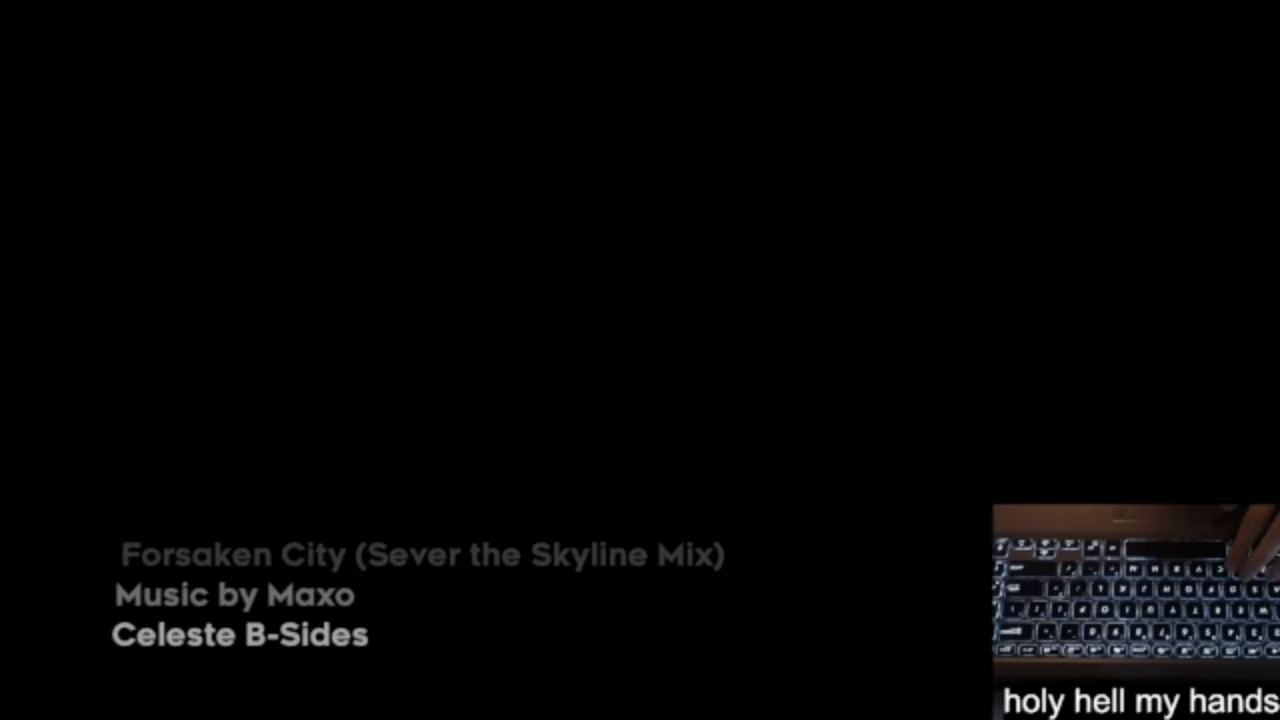 Forsaken City (Sever the Skyline Mix)
Music by Maxo
Celeste B-Sides
holy hell my hands